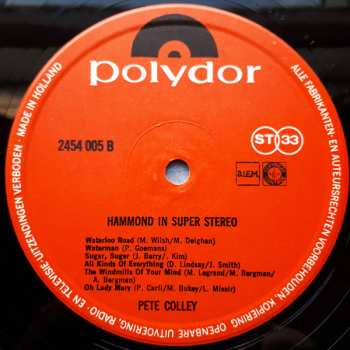 polydor
2454 005 B
ST 33
B.I.E.M.
HAMMOND IN SUPER STEREO
Waterloo Road (M. Wilsh/M. Deighan)
Waterman (P. Goemans)
Sugar, Sugar (J. Barry/. Kim)
All Kinds Of Everything (D. Lindsay/J. Smith)
The Windmills Of Your Mind (M. Legrand/M. Bergman/
A. Bergman)
Oh Lady Mary (P. Carli/M. Bukey/L. Missir)
PETE COLLEY
ALLE FABRIKANTEN- EN AUTEURSRECHTEN VOORBEHOUDEN. KOPIERING, OPENBARE UITVOERING, RADIO- EN TELEVISIE-UITZENDINGEN VERBODEN · MADE IN HOLLAND